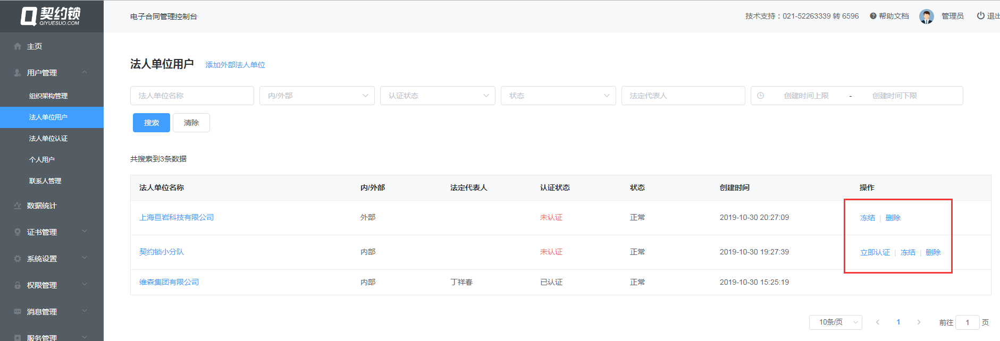 契约锁
QIYUESUO.COM
电子合同管理控制台
技术支持：021-52263339 转 6596
帮助文档
管理员
退出
主页
用户管理
组织架构管理
法人单位用户
法人单位认证
个人用户
联系人管理
数据统计
证书管理
系统设置
权限管理
消息管理
服务管理
法人单位用户 添加外部法人单位
法人单位名称 内/外部 认证状态 状态 法定代表人 创建时间上限 - 创建时间下限
搜索 清除
共搜索到3条数据
法人单位名称 内/外部 法定代表人 认证状态 状态 创建时间 操作
上海亘岩科技有限公司 外部 未认证 正常 2019-10-30 20:27:09 冻结 | 删除
契约锁小分队 内部 未认证 正常 2019-10-30 19:27:39 立即认证 | 冻结 | 删除
维森集团有限公司 内部 丁祥春 已认证 正常 2019-10-30 15:25:19
10条/页 1 前往 1 页